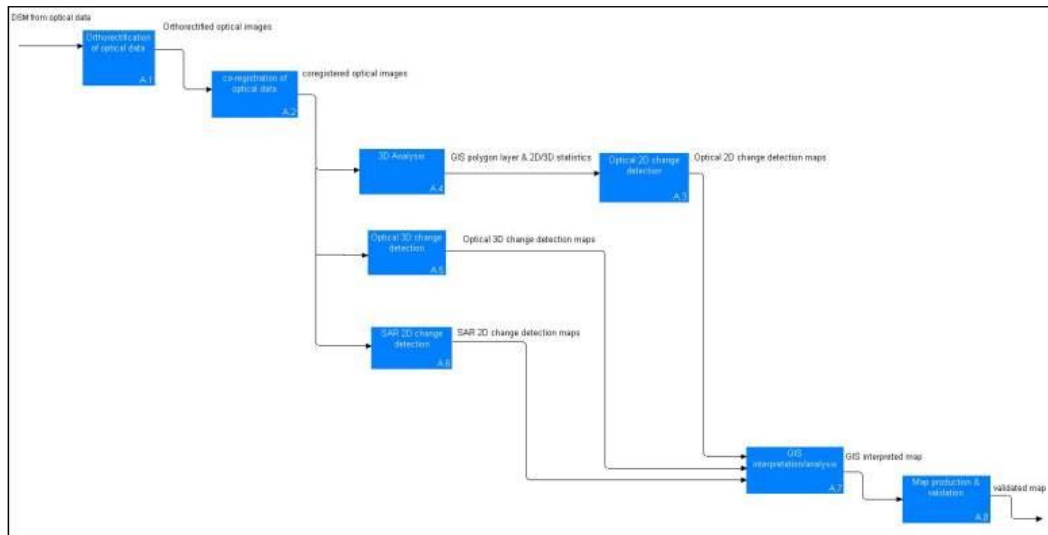 DSM from optical data
Orthorectified optical images
Orthorectification
of optical data
A.1
co-registration of
optical data
A.2
coregistered optical images
3D Analysis
A.4
GIS polygon layer & 2D/3D statistics
Optical 2D change
detection
A.3
Optical 2D change detection maps
Optical 3D change
detection
A.5
Optical 3D change detection maps
SAR 2D change
detection
A.6
SAR 2D change detection maps
GIS
interpretation/analysis
A.7
GIS interpreted map
Map production &
validation
A.8
validated map